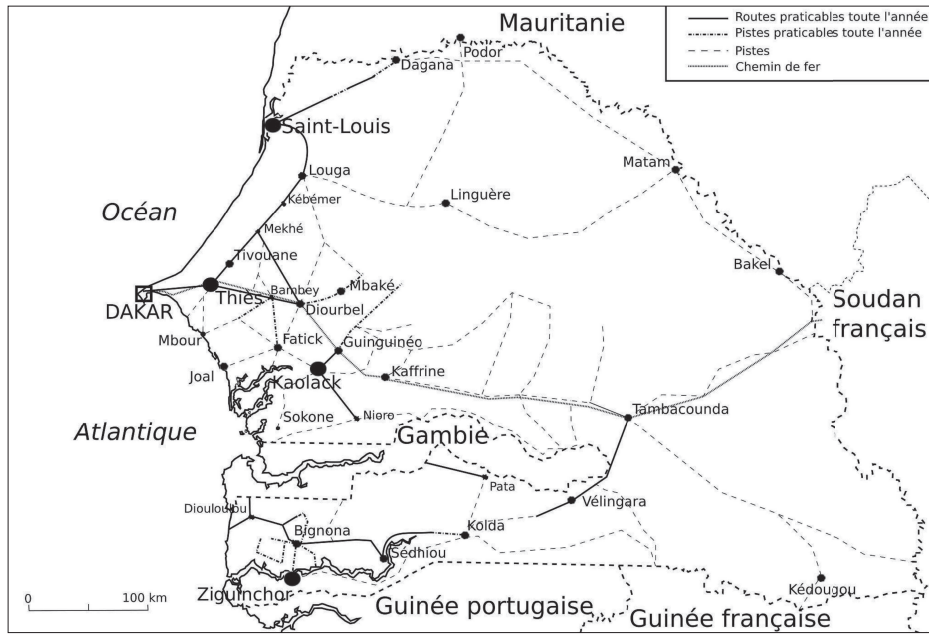 Mauritanie
Routes praticables toute l'année
Pistes praticables toute l'année
Pistes
Chemin de fer
Podor
Dagana
Saint-Louis
Matam
Louga
Linguère
Kébémer
Océan
Mekhé
Tivouane
Bakel
Bambey
Mbaké
Thiès
DAKAR
Diourbel
Soudan
français
Mbour
Fatick
Guinguinéo
Joal
Kaolack
Kaffrine
Tambacounda
Sokone
Nioro
Atlantique
Gambie
Pata
Vélingara
Diouloulou
Bignona
Kolda
Sédhiou
Ziguinchor
Kédougou
0
100 km
Guinée portugaise
Guinée française